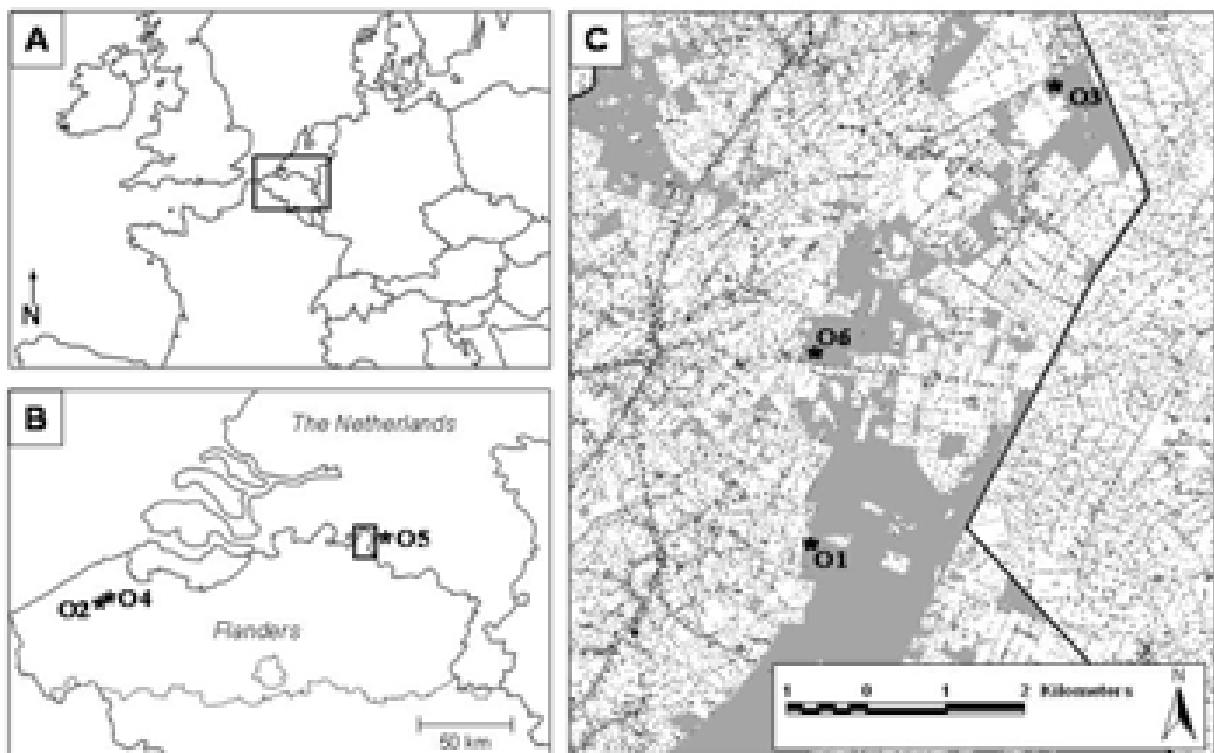 A
N
B
The Netherlands
O5
O2
O4
Flanders
50 km
C
O3
O6
O1
1 0 1 2 Kilometers
N